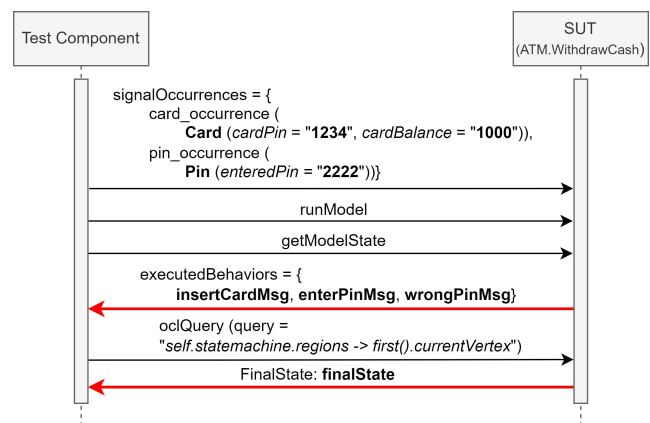 Test Component
SUT
(ATM.WithdrawCash)
signalOccurrences = {
card_occurrence (
Card (cardPin = "1234", cardBalance = "1000")),
pin_occurrence (
Pin (enteredPin = "2222"))}
runModel
getModelState
executedBehaviors = {
insertCardMsg, enterPinMsg, wrongPinMsg}
oclQuery (query =
"self.statemachine.regions -> first().currentVertex")
FinalState: finalState